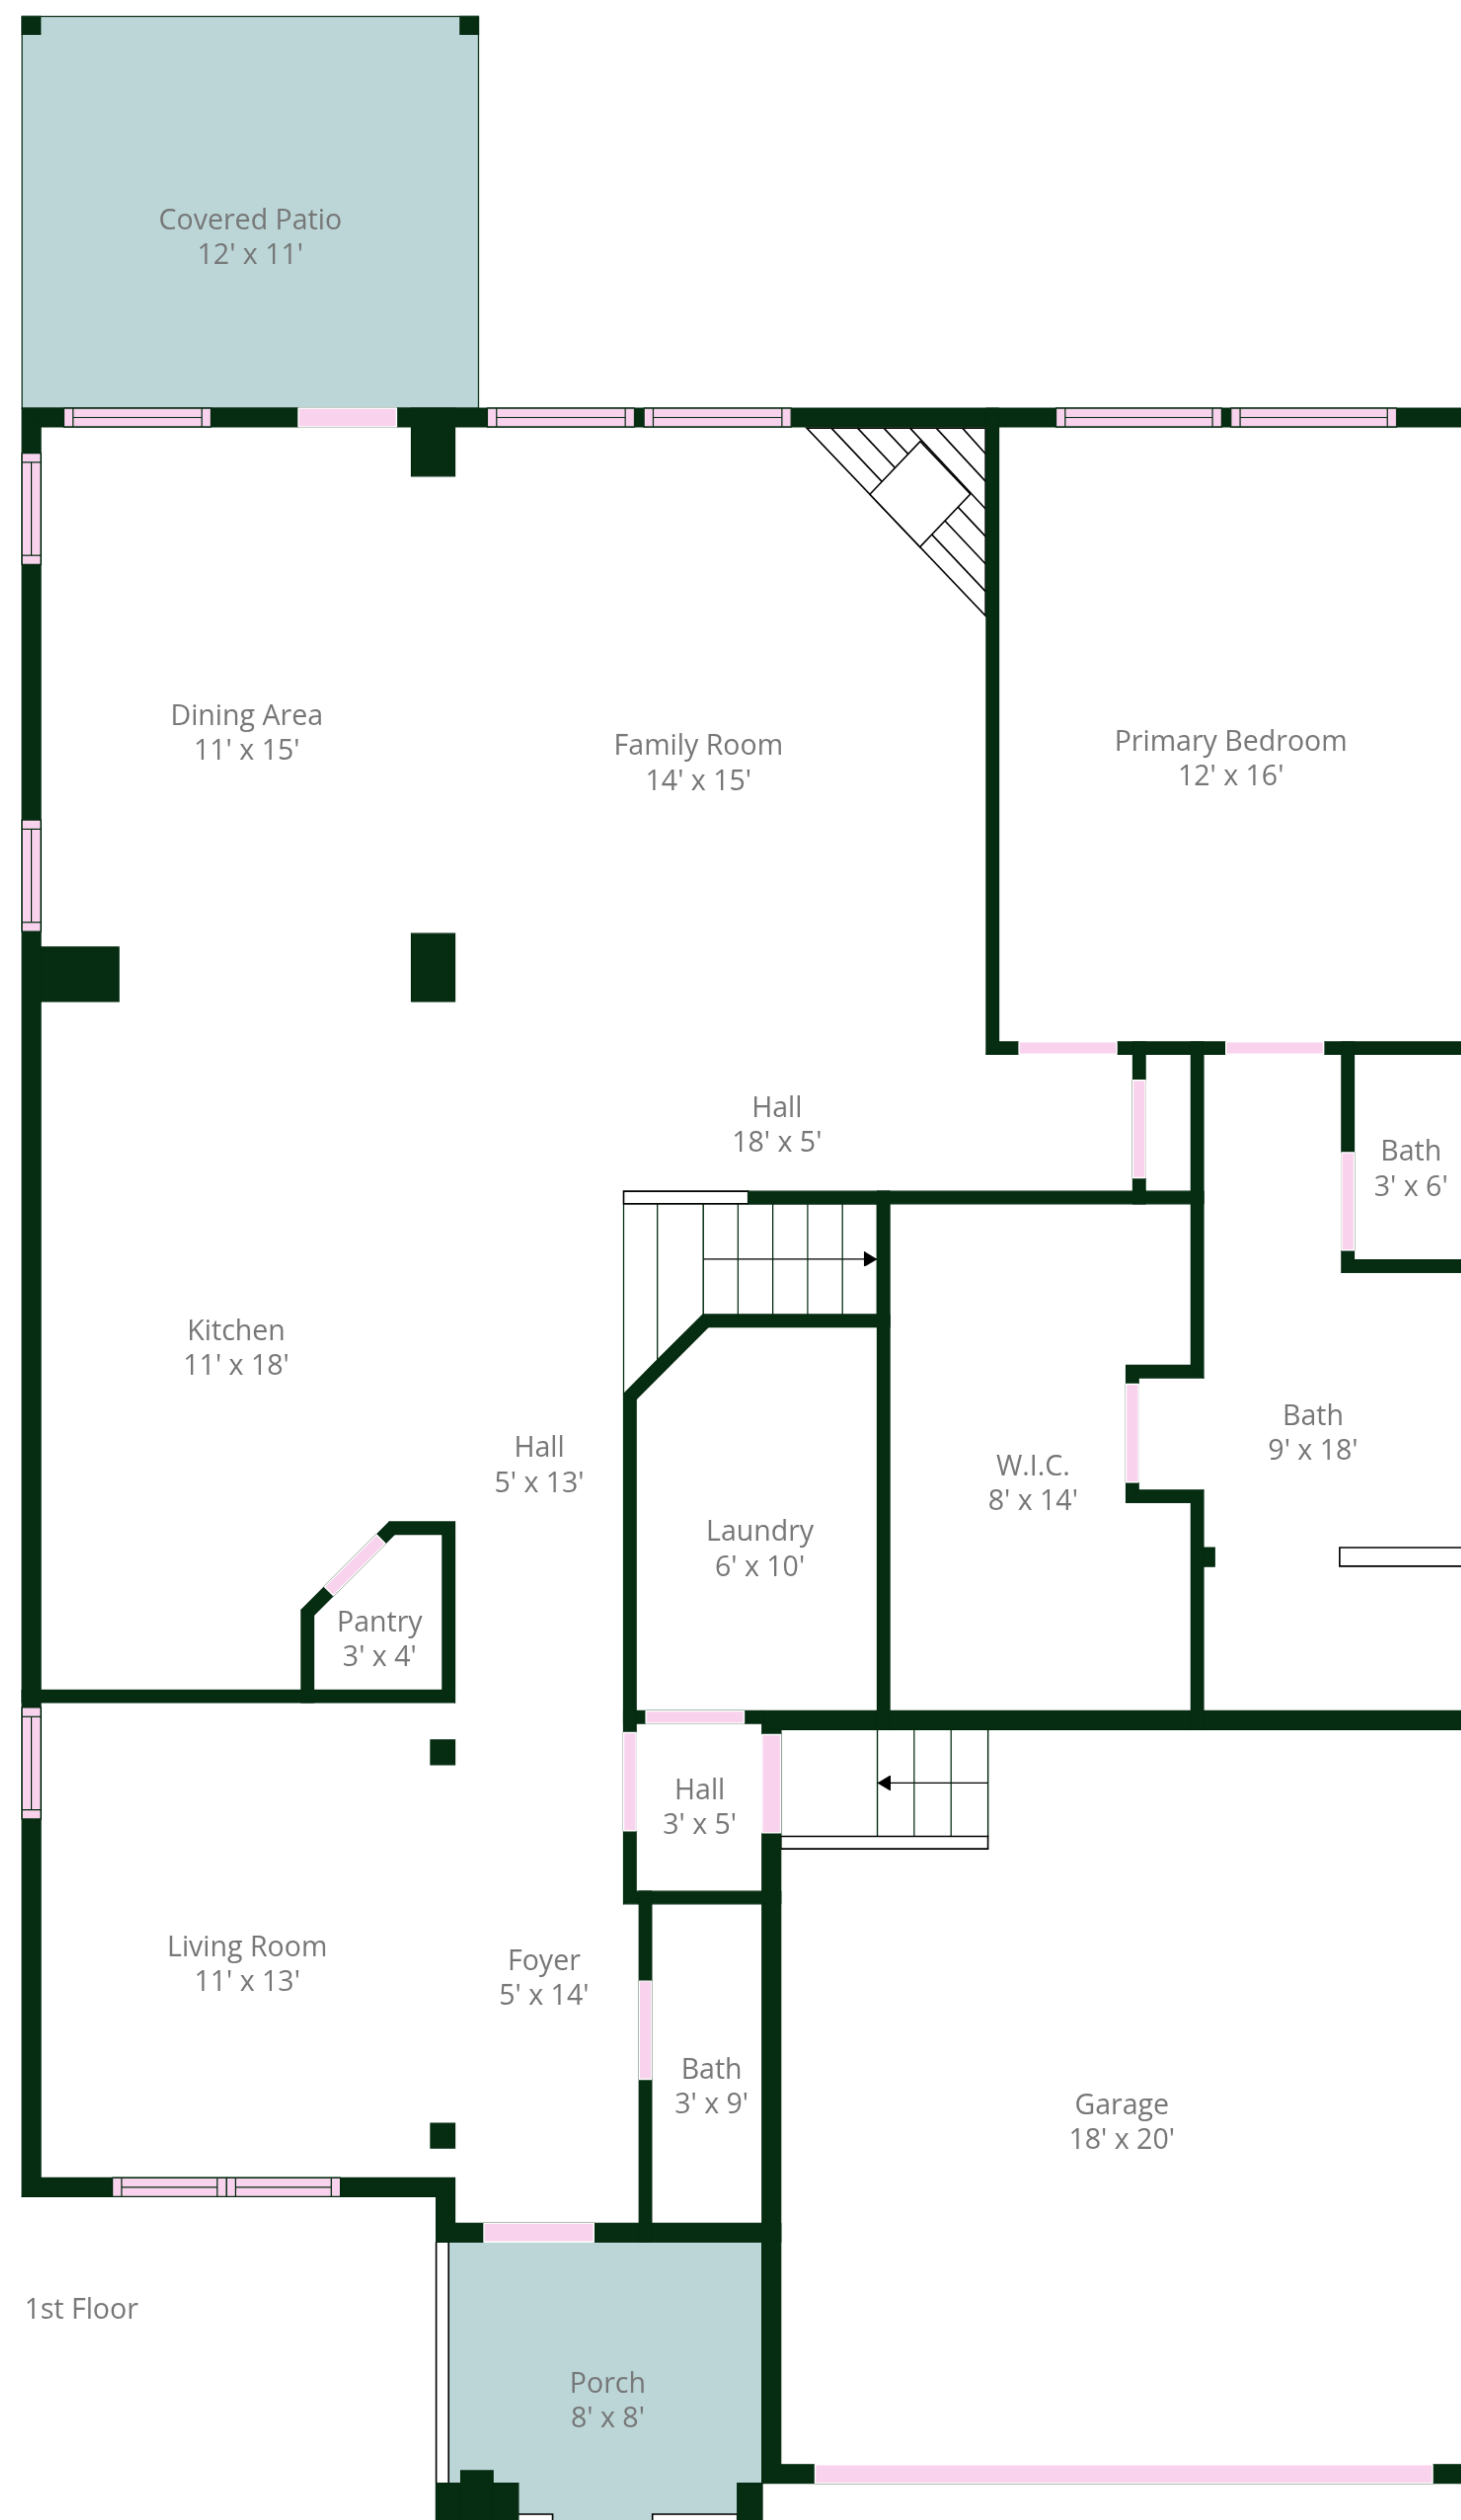 Covered Patio
12' x 11'
Dining Area
11' x 15'
Family Room
14' x 15'
Primary Bedroom
12' x 16'
Hall
18' x 5'
Bath
3' x 6'
Kitchen
11' x 18'
Hall
5' x 13'
Bath
9' x 18'
W.I.C.
8' x 14'
Laundry
6' x 10'
Pantry
3' x 4'
Hall
3' x 5'
Living Room
11' x 13'
Foyer
5' x 14'
Bath
3' x 9'
Garage
18' x 20'
1st Floor
Porch
8' x 8'